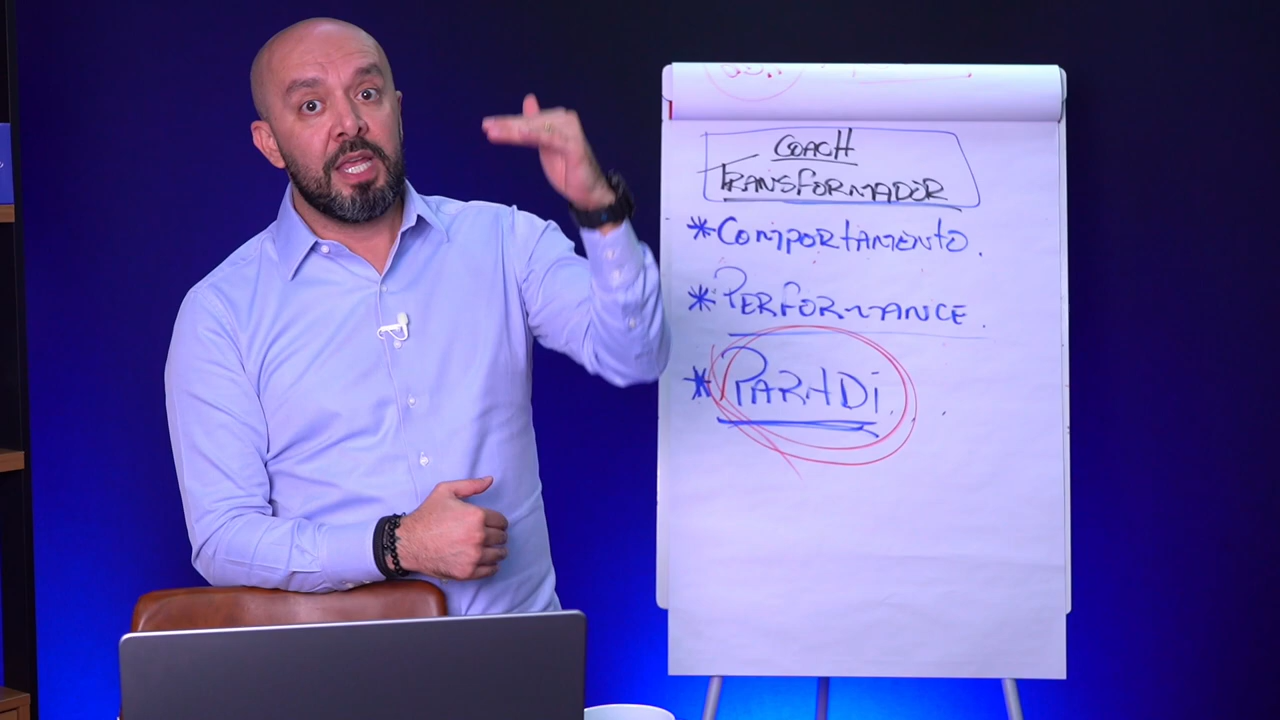 COACH
TRANSFORMADOR
* COMPORTAMENTO.
* PERFORMANCE.
* PARADI